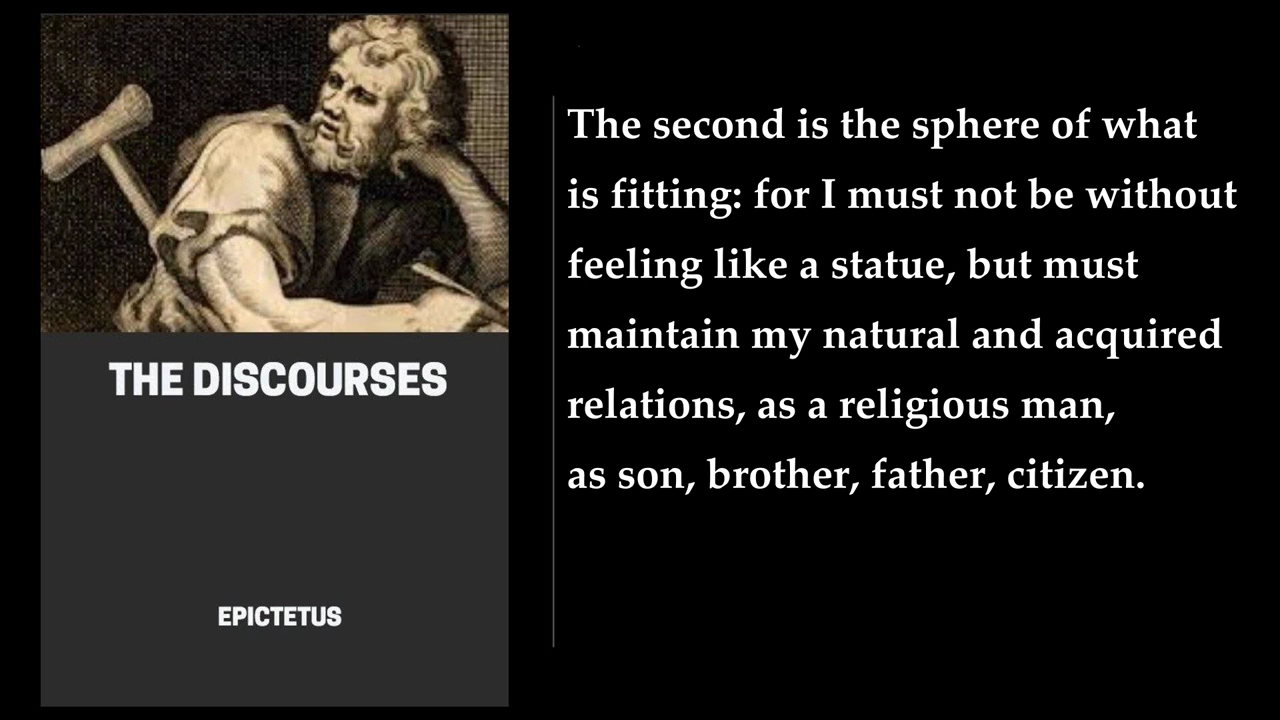 THE DISCOURSES
EPICTETUS
The second is the sphere of what
is fitting: for I must not be without
feeling like a statue, but must
maintain my natural and acquired
relations, as a religious man,
as son, brother, father, citizen.